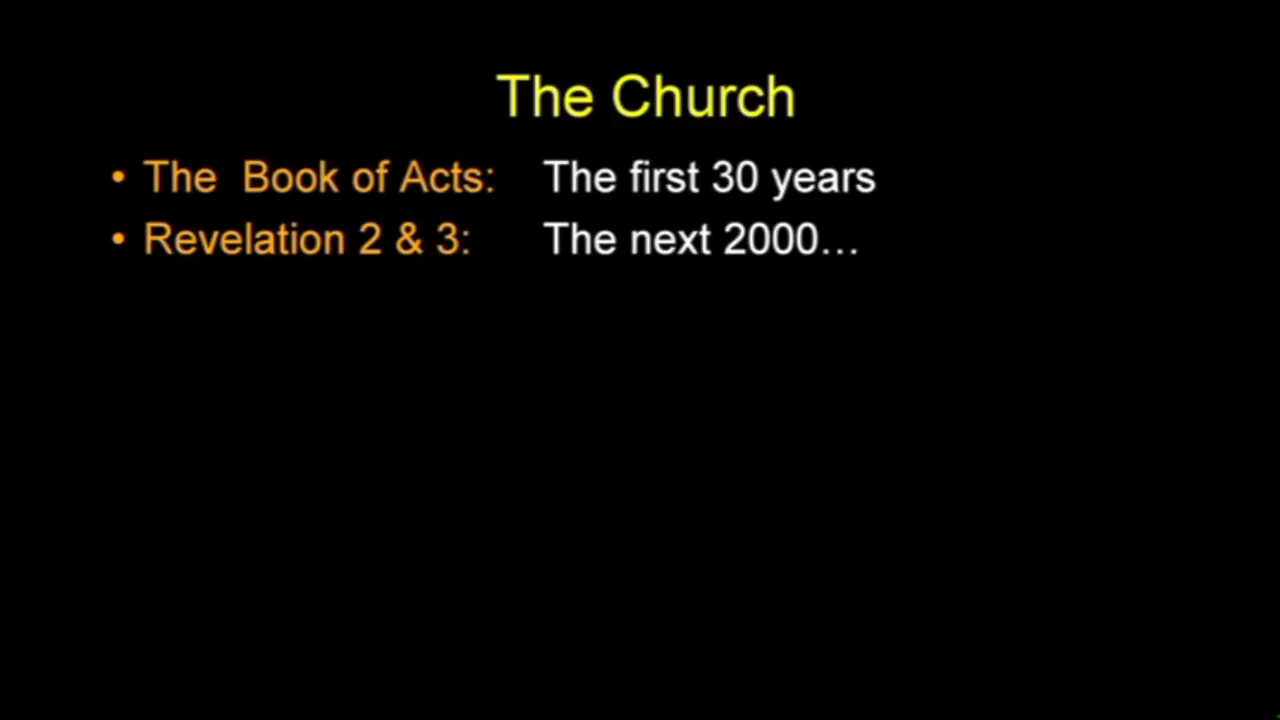 The Church
• The Book of Acts: The first 30 years
• Revelation 2 & 3: The next 2000…